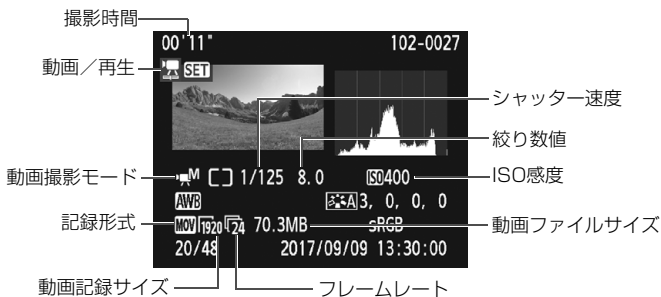 撮影時間
00'11" 102-0027
動画／再生
SET
シャッター速度
絞り数値
動画撮影モード
M 1/125 8.0 ISO400
ISO感度
AWB A 3, 0, 0, 0
記録形式
MOV 1920 24 70.3MB sRGB
動画ファイルサイズ
20/48 2017/09/09 13:30:00
動画記録サイズ
フレームレート